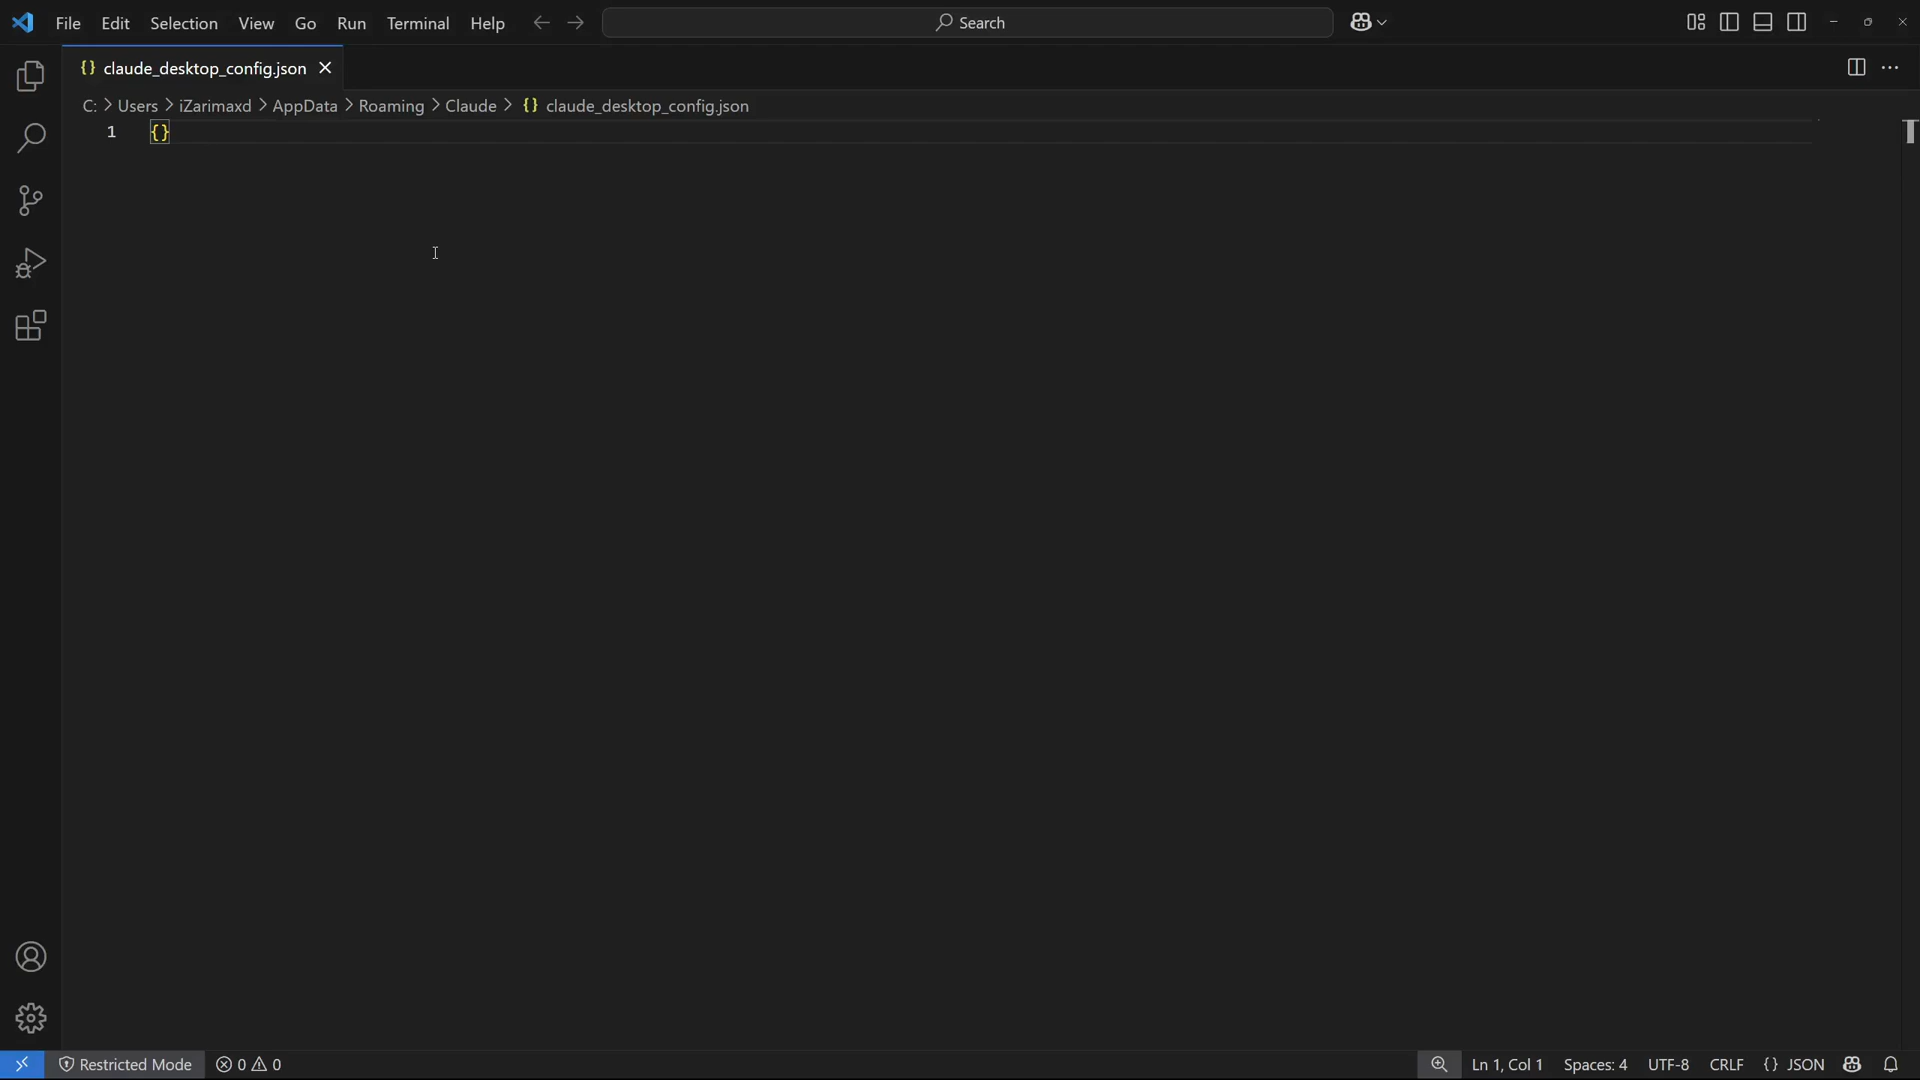 File Edit Selection View Go Run Terminal Help Search
{} claude_desktop_config.json
C: > Users > iZarimaxd > AppData > Roaming > Claude > {} claude_desktop_config.json
1 {}
Restricted Mode 0 0 Ln 1, Col 1 Spaces: 4 UTF-8 CRLF {} JSON